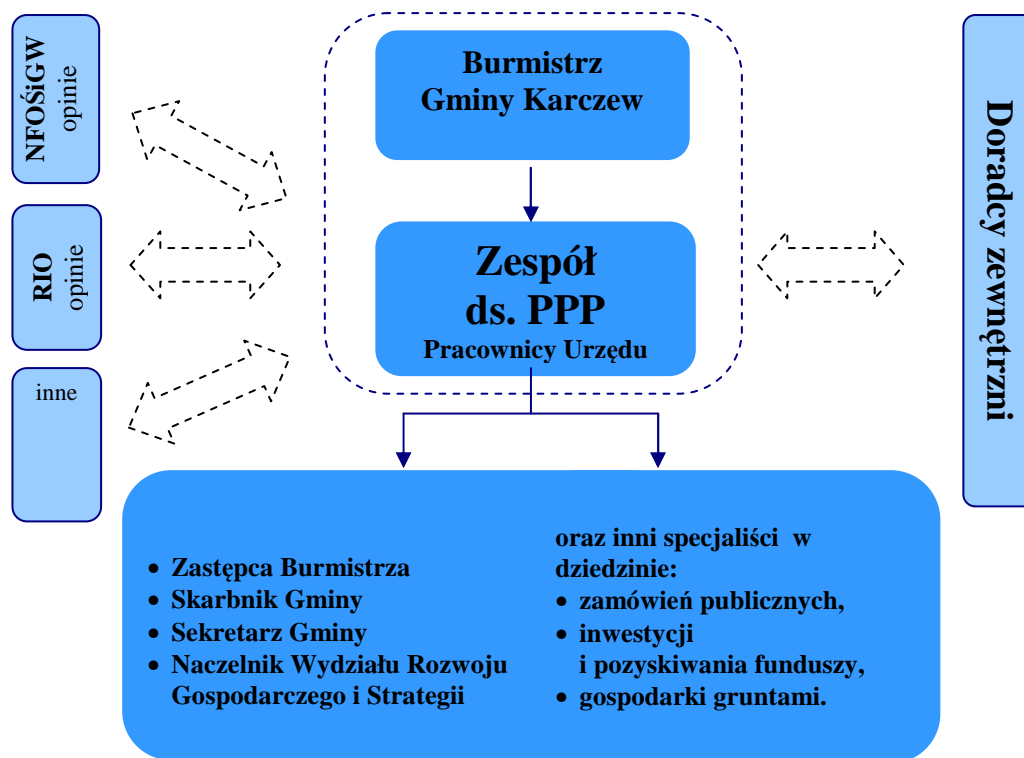 NFOŚiGW
opinie
RIO
opinie
inne
Burmistrz
Gminy Karczew
Zespół
ds. PPP
Pracownicy Urzędu
Doradcy zewnętrzni
• Zastępca Burmistrza
• Skarbnik Gminy
• Sekretarz Gminy
• Naczelnik Wydziału Rozwoju
Gospodarczego i Strategii
oraz inni specjaliści w
dziedzinie:
• zamówień publicznych,
• inwestycji
i pozyskiwania funduszy,
• gospodarki gruntami.